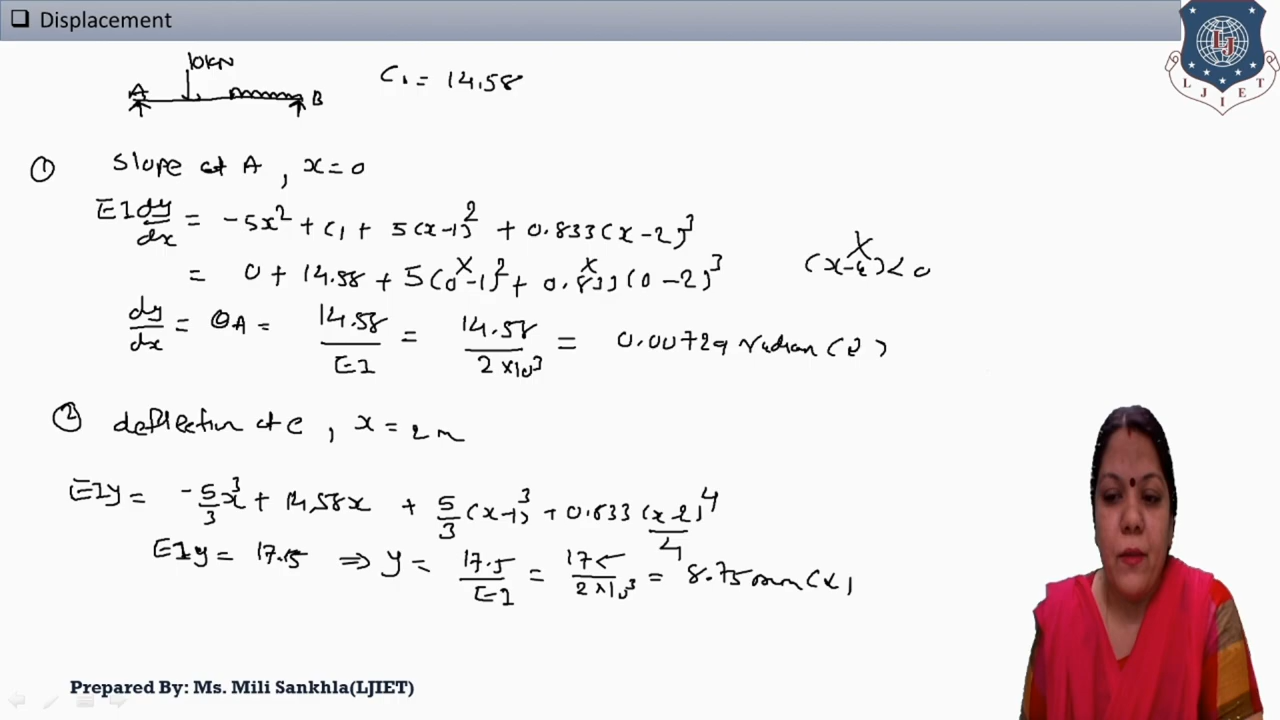 ❑ Displacement
LJIET
10KN
A B
C₁ = 14.58
① Slope at A, x=0
EI dy/dx = -5x² + C₁ + 5(x-1)² + 0.833(x-2)³
= 0 + 14.58 + 5(0-1)² + 0.833(0-2)³
(x-a)<0
dy/dx = θA = 14.58/EI = 14.58/2×10³ = 0.00729 radian (2)
② deflection at C, x = 2m
EIy = -5/3 x³ + 14.58x + 5/3 (x-1)³ + 0.833 (x-2)⁴/4
EIy = 17.5 ⇒ y = 17.5/EI = 17.5/2×10³ = 8.75mm (↓)
Prepared By: Ms. Mili Sankhla(LJIET)